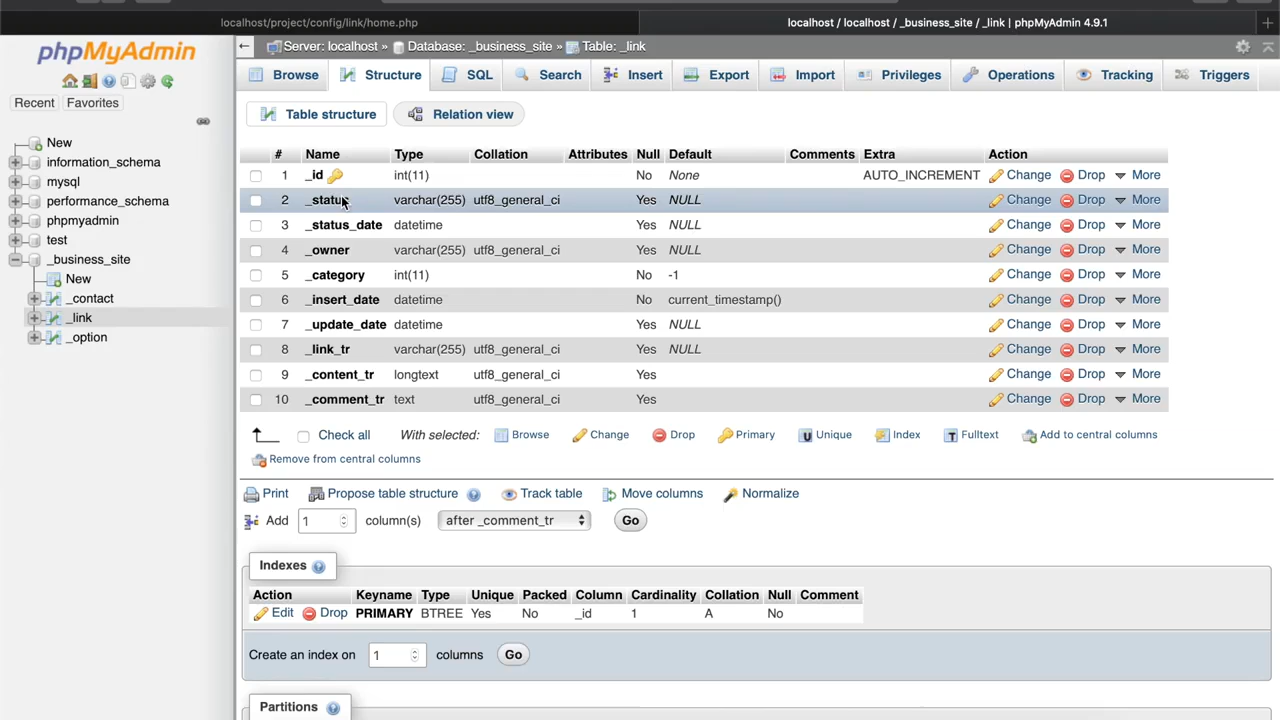 localhost/project/config/link/home.php
localhost / localhost / _business_site / _link | phpMyAdmin 4.9.1
phpMyAdmin
Recent Favorites
New
information_schema
mysql
performance_schema
phpmyadmin
test
_business_site
New
_contact
_link
_option
Server: localhost » Database: _business_site » Table: _link
Browse Structure SQL Search Insert Export Import Privileges Operations Tracking Triggers
Table structure Relation view
# Name Type Collation Attributes Null Default Comments Extra Action
1 _id int(11) No None AUTO_INCREMENT Change Drop More
2 _status varchar(255) utf8_general_ci Yes NULL Change Drop More
3 _status_date datetime Yes NULL Change Drop More
4 _owner varchar(255) utf8_general_ci Yes NULL Change Drop More
5 _category int(11) No -1 Change Drop More
6 _insert_date datetime No current_timestamp() Change Drop More
7 _update_date datetime Yes NULL Change Drop More
8 _link_tr varchar(255) utf8_general_ci Yes NULL Change Drop More
9 _content_tr longtext utf8_general_ci Yes Change Drop More
10 _comment_tr text utf8_general_ci Yes Change Drop More
Check all With selected: Browse Change Drop Primary Unique Index Fulltext Add to central columns
Remove from central columns
Print Propose table structure Track table Move columns Normalize
Add 1 column(s) after _comment_tr Go
Indexes
Action Keyname Type Unique Packed Column Cardinality Collation Null Comment
Edit Drop PRIMARY BTREE Yes No _id 1 A No
Create an index on 1 columns Go
Partitions